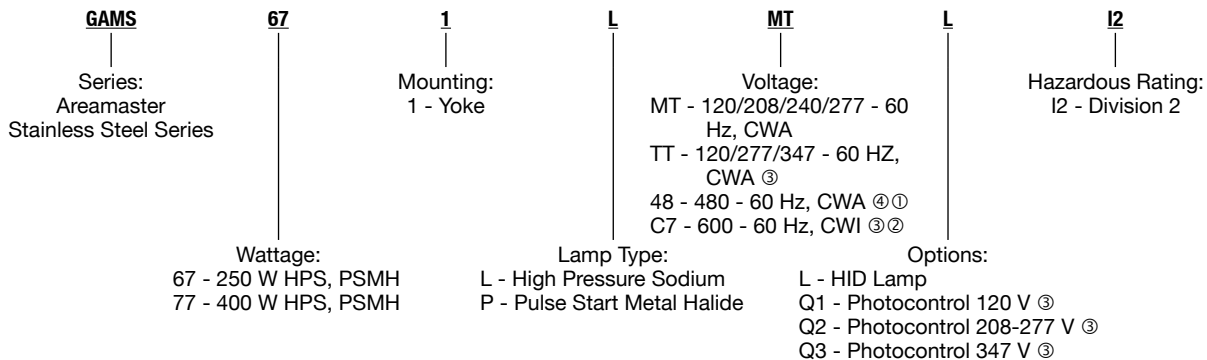 GAMS 67 1 L MT L I2
Series:
Areamaster
Stainless Steel Series
Mounting:
1 - Yoke
Voltage:
MT - 120/208/240/277 - 60
Hz, CWA
TT - 120/277/347 - 60 HZ,
CWA ③
48 - 480 - 60 Hz, CWA ④①
C7 - 600 - 60 Hz, CWI ③②
Hazardous Rating:
I2 - Division 2
Wattage:
67 - 250 W HPS, PSMH
77 - 400 W HPS, PSMH
Lamp Type:
L - High Pressure Sodium
P - Pulse Start Metal Halide
Options:
L - HID Lamp
Q1 - Photocontrol 120 V ③
Q2 - Photocontrol 208-277 V ③
Q3 - Photocontrol 347 V ③